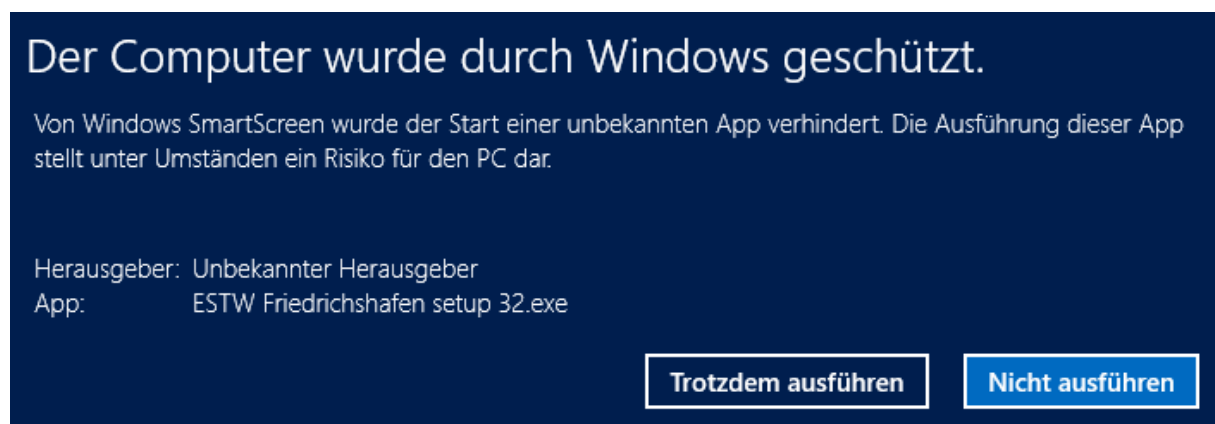 Der Computer wurde durch Windows geschützt.
Von Windows SmartScreen wurde der Start einer unbekannten App verhindert. Die Ausführung dieser App
stellt unter Umständen ein Risiko für den PC dar.
Herausgeber: Unbekannter Herausgeber
App: ESTW Friedrichshafen setup 32.exe
Trotzdem ausführen Nicht ausführen